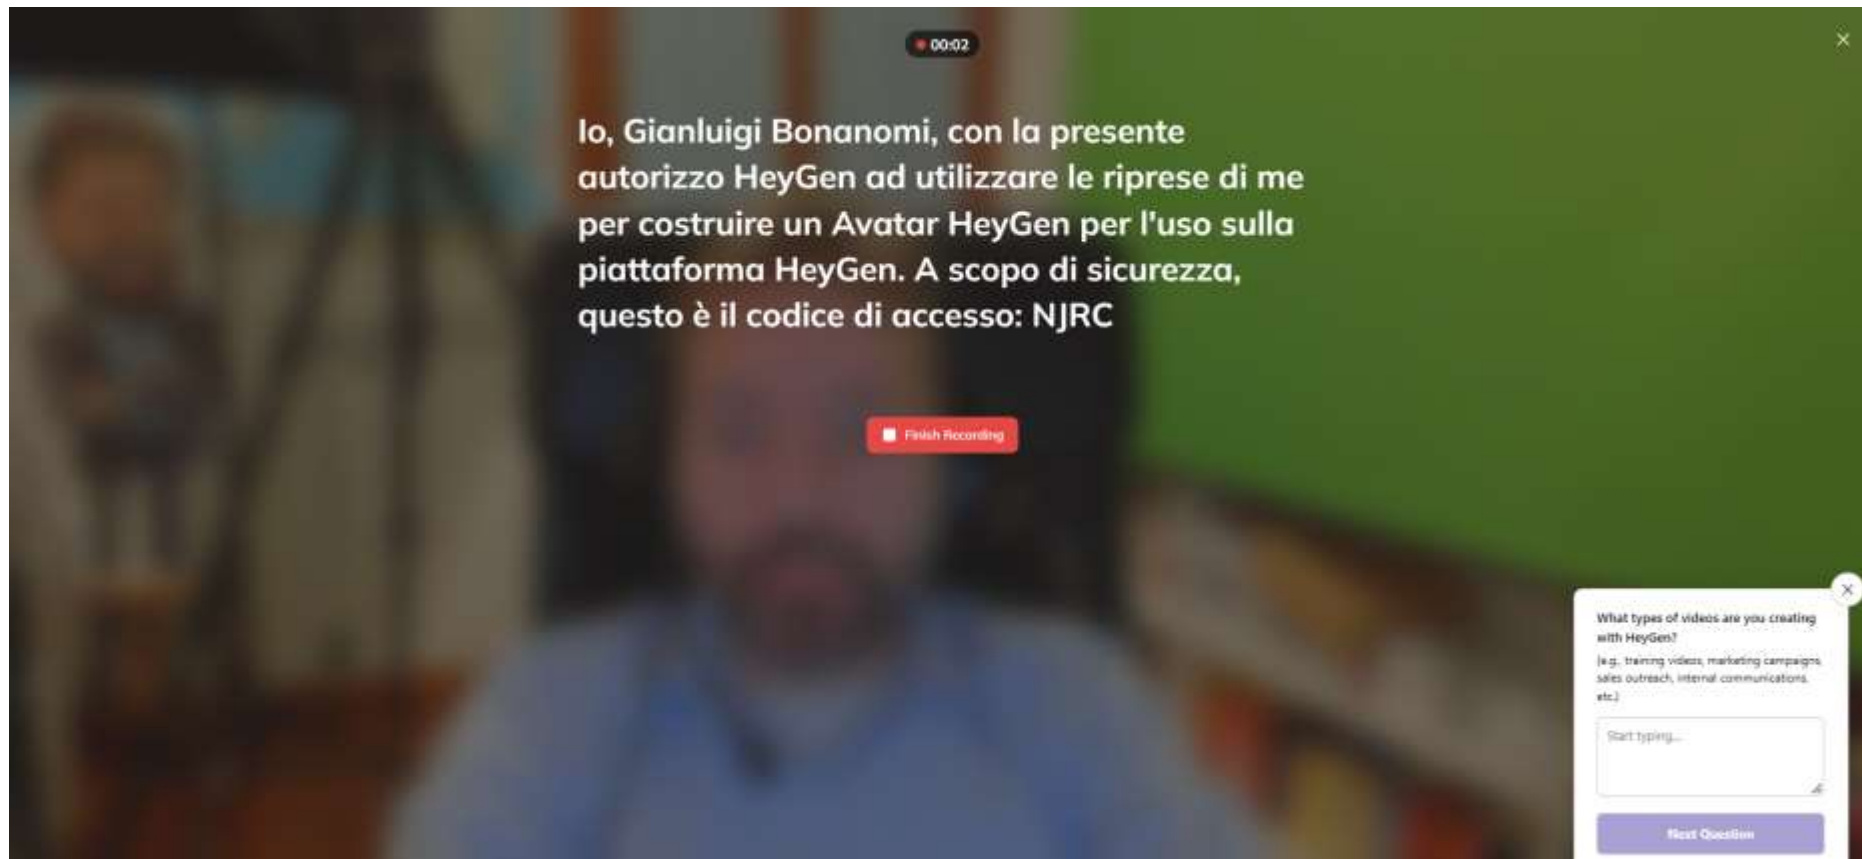 00:02
Io, Gianluigi Bonanomi, con la presente
autorizzo HeyGen ad utilizzare le riprese di me
per costruire un Avatar HeyGen per l'uso sulla
piattaforma HeyGen. A scopo di sicurezza,
questo è il codice di accesso: NJRC
Finish Recording
What types of videos are you creating
with HeyGen?
(e.g., training videos, marketing campaigns,
sales outreach, internal communications,
etc.)
Start typing...
Next Question